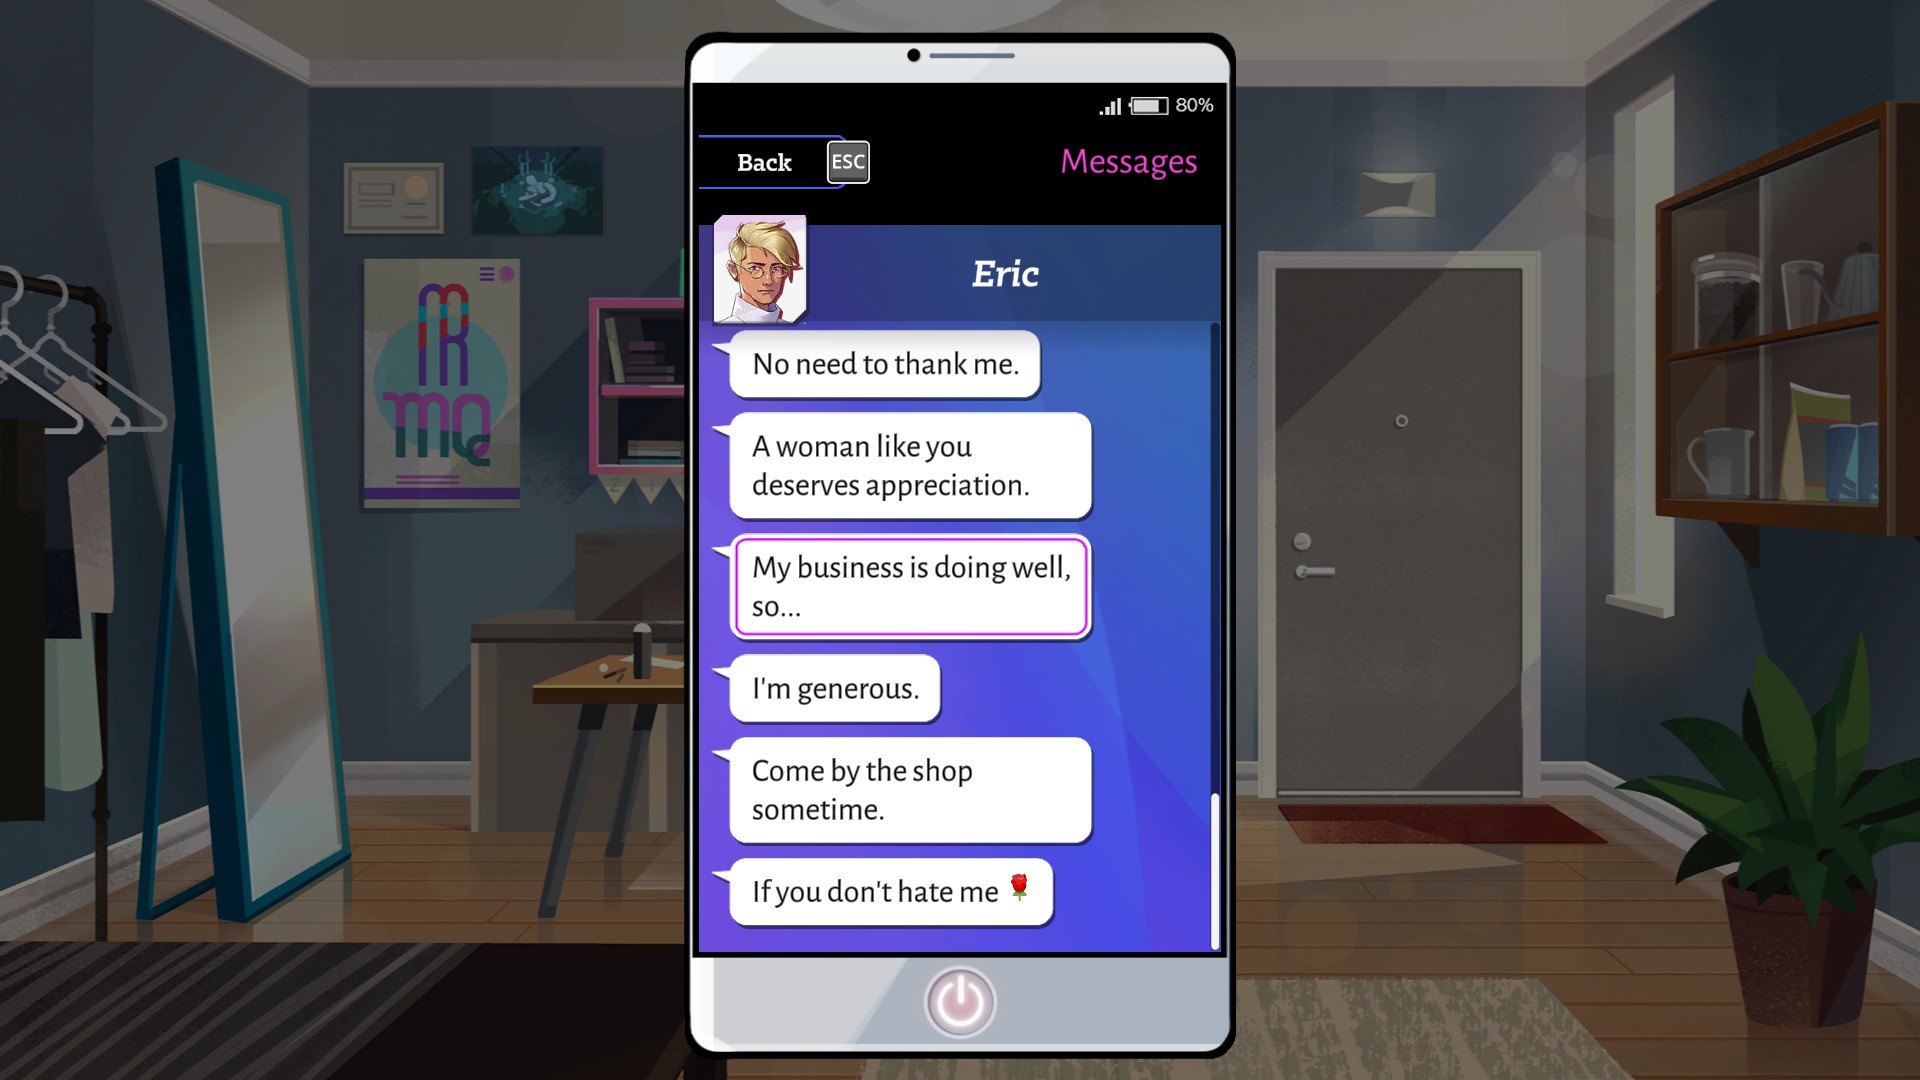 80%
Back
ESC
Messages
Eric
No need to thank me.
A woman like you
deserves appreciation.
My business is doing well,
so...
I'm generous.
Come by the shop
sometime.
If you don't hate me 🌹